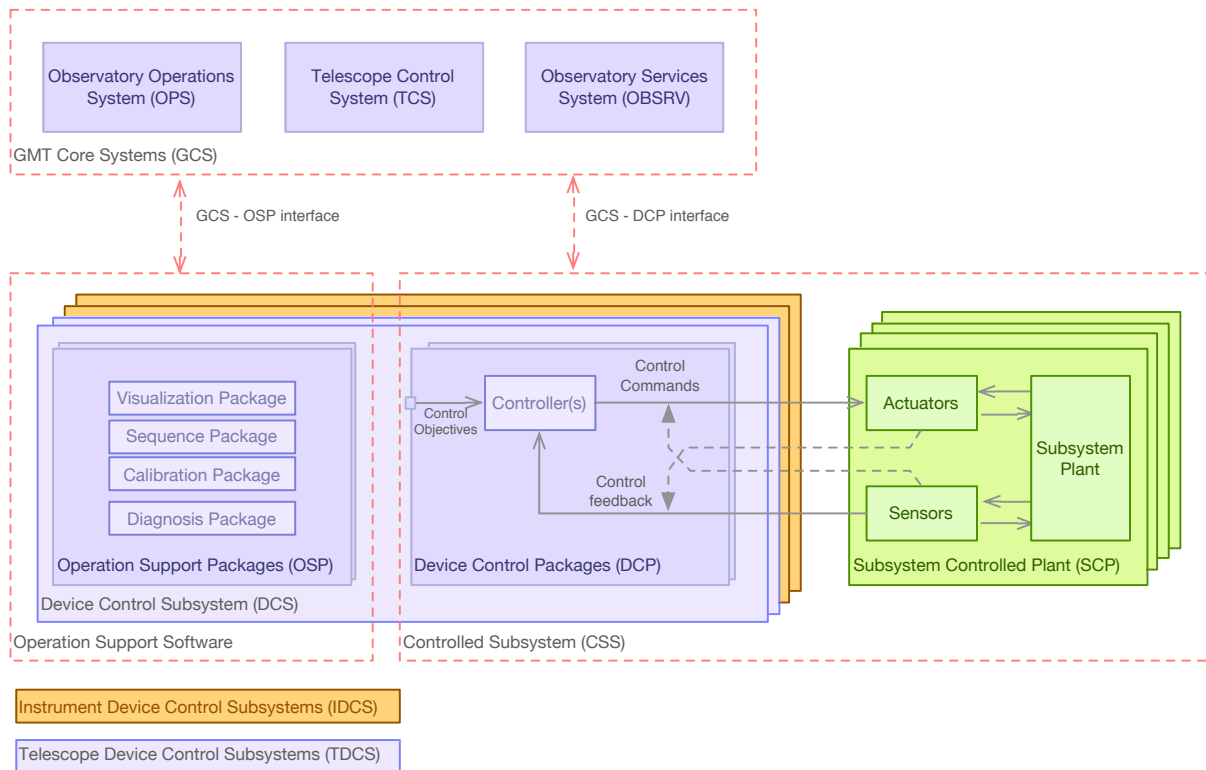 Observatory Operations
System (OPS)
Telescope Control
System (TCS)
Observatory Services
System (OBSRV)
GMT Core Systems (GCS)
GCS - OSP interface
GCS - DCP interface
Visualization Package
Sequence Package
Calibration Package
Diagnosis Package
Operation Support Packages (OSP)
Device Control Subsystem (DCS)
Operation Support Software
Control
Objectives
Controller(s)
Control
Commands
Control
feedback
Device Control Packages (DCP)
Controlled Subsystem (CSS)
Actuators
Sensors
Subsystem
Plant
Subsystem Controlled Plant (SCP)
Instrument Device Control Subsystems (IDCS)
Telescope Device Control Subsystems (TDCS)